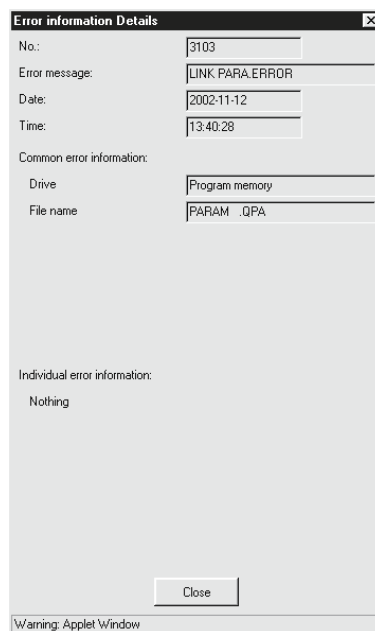 Error information Details
No.: 3103
Error message: LINK PARA.ERROR
Date: 2002-11-12
Time: 13:40:28
Common error information:
Drive Program memory
File name PARAM .QPA
Individual error information:
Nothing
Close
Warning: Applet Window